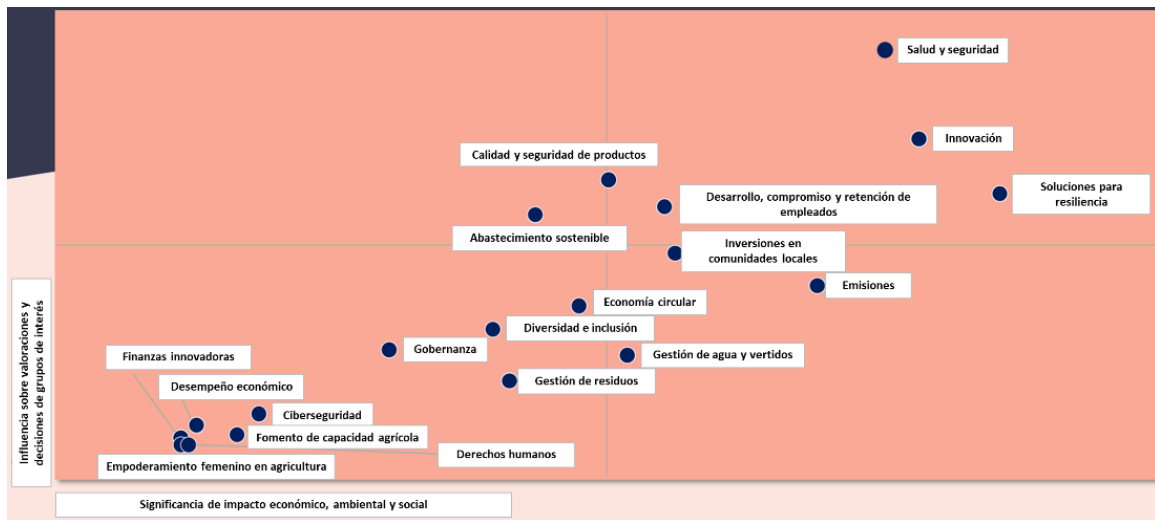 Salud y seguridad
Innovación
Calidad y seguridad de productos
Soluciones para
resiliencia
Desarrollo, compromiso y retención de
empleados
Abastecimiento sostenible
Inversiones en
comunidades locales
Emisiones
Economía circular
Diversidad e inclusión
Gobernanza
Gestión de agua y vertidos
Finanzas innovadoras
Gestión de residuos
Desempeño económico
Ciberseguridad
Fomento de capacidad agrícola
Derechos humanos
Empoderamiento femenino en agricultura
Influencia sobre valoraciones y
decisiones de grupos de interés
Significancia de impacto económico, ambiental y social